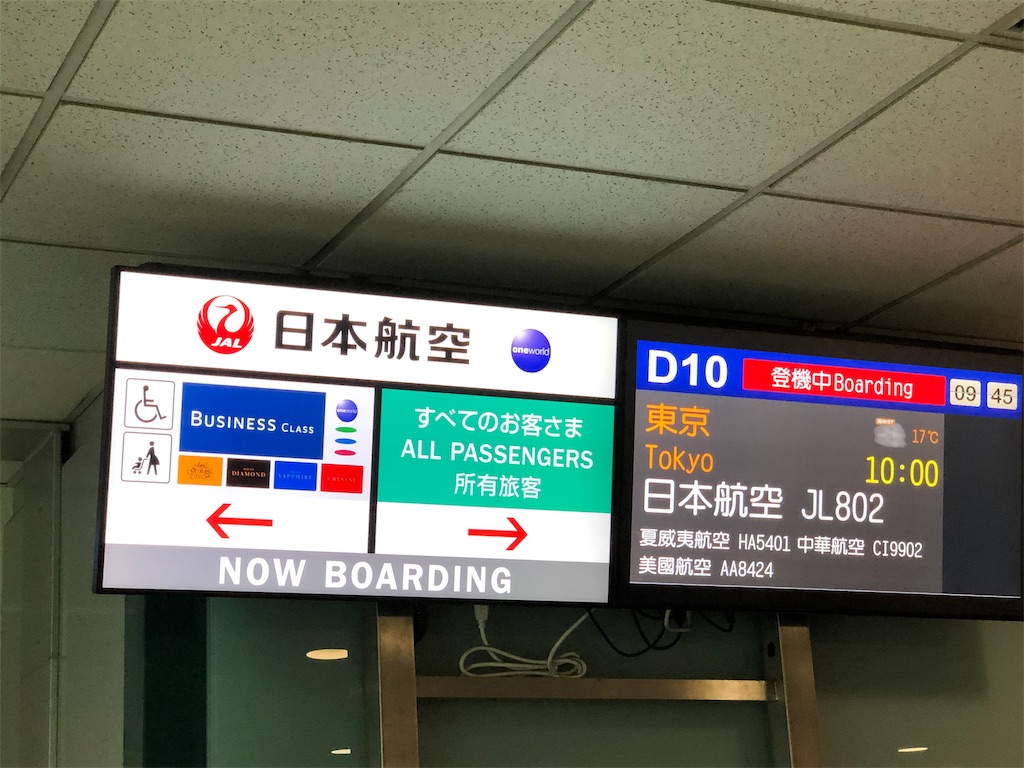 JAL 日本航空 oneworld
BUSINESS CLASS
oneworld
DIAMOND
SAPPHIRE
CRYSTAL
すべてのお客さま
ALL PASSENGERS
所有旅客
NOW BOARDING
D10 登機中Boarding 09 45
東京
17℃
Tokyo 10:00
日本航空 JL802
夏威夷航空 HA5401 中華航空 CI9902
美國航空 AA8424